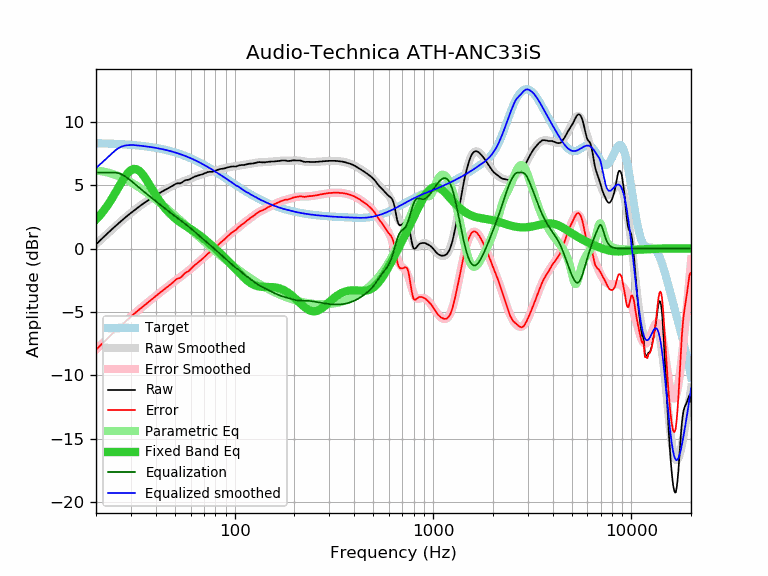 Audio-Technica ATH-ANC33iS
Amplitude (dBr)
10
5
0
−5
−10
−15
−20
Target
Raw Smoothed
Error Smoothed
Raw
Error
Parametric Eq
Fixed Band Eq
Equalization
Equalized smoothed
100
1000
10000
Frequency (Hz)